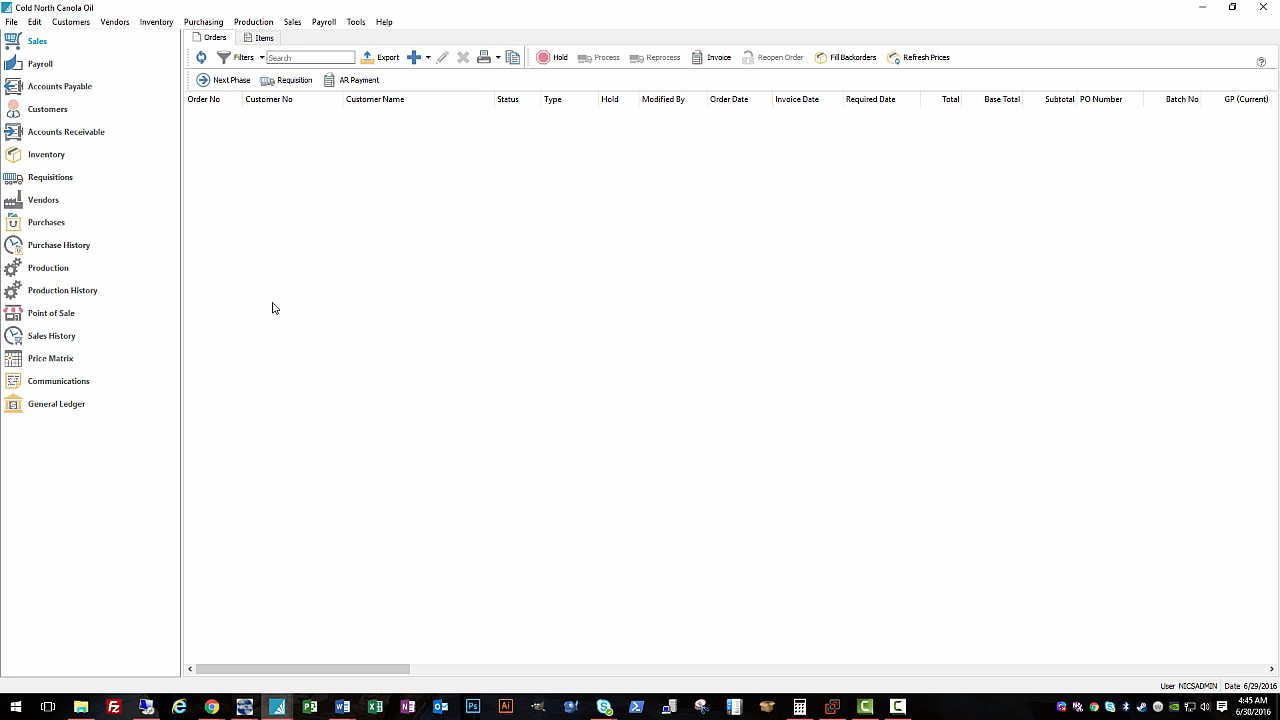 Cold North Canola Oil
File Edit Customers Vendors Inventory Purchasing Production Sales Payroll Tools Help
Sales
Payroll
Accounts Payable
Customers
Accounts Receivable
Inventory
Requisitions
Vendors
Purchases
Purchase History
Production
Production History
Point of Sale
Sales History
Price Matrix
Communications
General Ledger
Orders Items
Filters Search Export Hold Process Reprocess Invoice Reopen Order Fill Backorders Refresh Prices
Next Phase Requisition AR Payment
Order No Customer No Customer Name Status Type Hold Modified By Order Date Invoice Date Required Date Total Base Total Subtotal PO Number Batch No GP (Current)
User NICSADMIN Date 6/29/2016
4:45 AM
6/30/2016